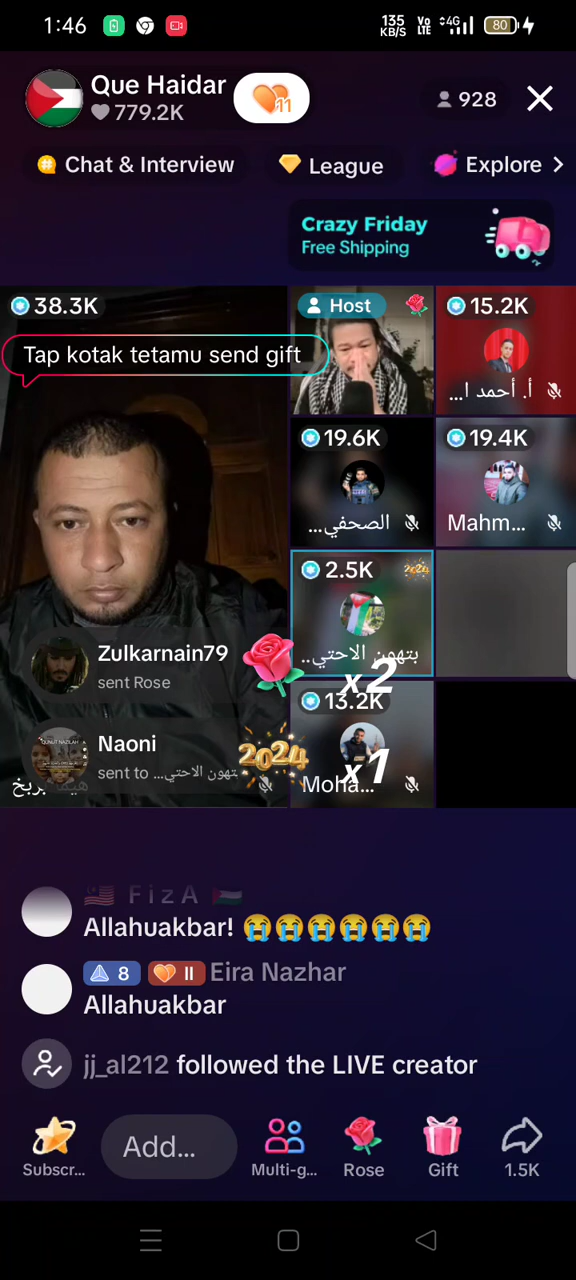 1:46
135
KB/S
Vo
LTE
4G
80
Que Haidar
11
779.2K
928
Chat & Interview
League
Explore >
Crazy Friday
Free Shipping
38.3K
Host
15.2K
Tap kotak tetamu send gift
أ. أحمد ا...
19.6K
19.4K
الصحفي...
Mahm...
2.5K
2024
بتهون الاحتي..
Zulkarnain79
sent Rose
x2
13.2K
Naoni
sent to بتهون الاحتي...
2024
x1
بربخ
Moha...
F i z A
Allahuakbar! 😭😭😭😭😭😭
8
II
Eira Nazhar
Allahuakbar
jj_al212 followed the LIVE creator
Subscr...
Add...
Multi-g...
Rose
Gift
1.5K